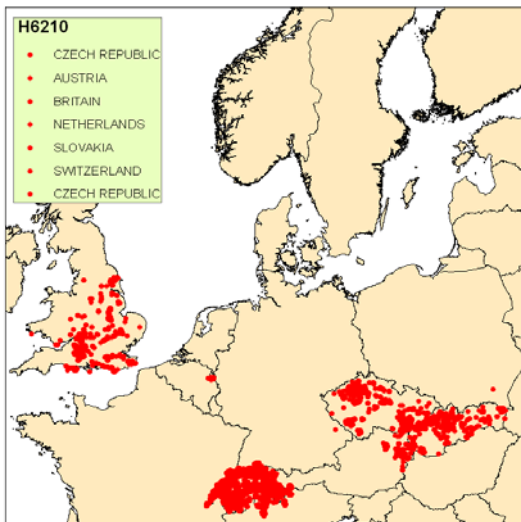 H6210
CZECH REPUBLIC
AUSTRIA
BRITAIN
NETHERLANDS
SLOVAKIA
SWITZERLAND
CZECH REPUBLIC